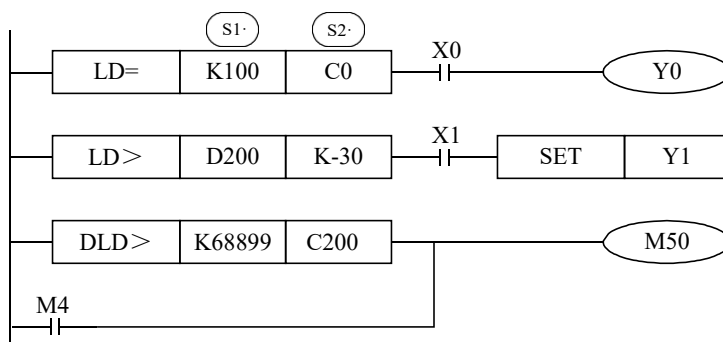 S1· S2·
LD= K100 C0 X0 Y0
LD＞ D200 K-30 X1 SET Y1
DLD＞ K68899 C200 M50
M4